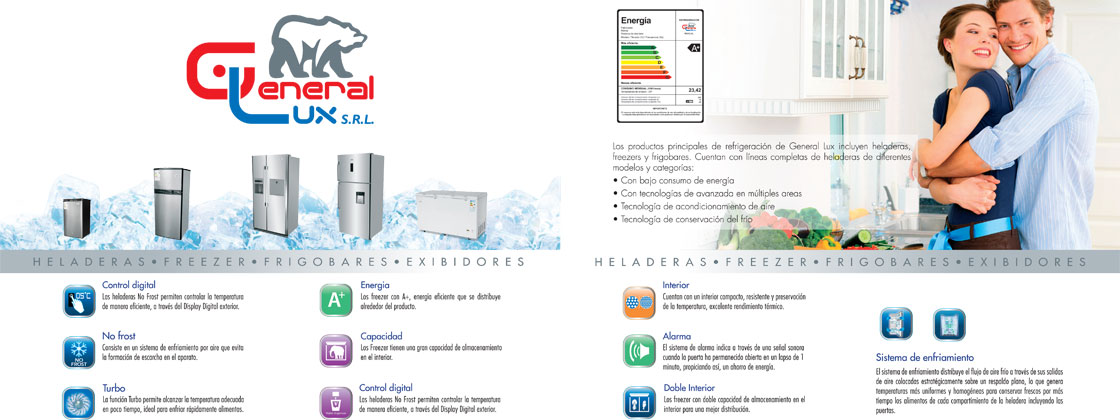 General
Lux S.R.L.
HELADERAS • FREEZER • FRIGOBARES • EXIBIDORES
05°C
Control digital
Las heladeras No Frost permiten controlar la temperatura
de manera eficiente, a través del Display Digital exterior.
NO
FROST
No frost
Consiste en un sistema de enfriamiento por aire que evita
la formación de escarcha en el aparato.
Turbo
La función Turbo permite alcanzar la temperatura adecuada
en poco tiempo, ideal para enfriar rápidamente alimentos.
A+
Energia
Los freezer con A+, energia eficiente que se distribuye
alrededor del producto.
Capacidad
Los Freezer tienen una gran capacidad de almacenamiento
en el interior.
Control digital
Las heladeras No Frost permiten controlar la temperatura
de manera eficiente, a través del Display Digital exterior.
Energía
Más eficiente
A+
A
B
C
D
E
F
G
Menos eficiente
23,42
Los productos principales de refrigeración de General Lux incluyen heladeras,
freezers y frigobares. Cuentan con líneas completas de heladeras de diferentes
modelos y categorías:
• Con bajo consumo de energía
• Con tecnologías de avanzada en múltiples areas
• Tecnología de acondicionamiento de aire
• Tecnología de conservación del frío
HELADERAS • FREEZER • FRIGOBARES • EXIBIDORES
Interior
Cuentan con un interior compacto, resistente y preservación
de la temperatura, excelente rendimiento térmico.
Alarma
El sistema de alarma indica a través de una señal sonora
cuando la puerta ha permanecido abierta en un lapso de 1
minuto, propiciando así, un ahorro de energía.
Doble Interior
Los freezer con doble capacidad de almacenamiento en el
interior para una mejor distribución.
Sistema de enfriamiento
El sistema de enfriamiento distribuye el flujo de aire frío a través de sus salidas
de aire colocadas estratégicamente sobre un respaldo plano, lo que genera
temperaturas más uniformes y homogéneas para conservar frescos por más
tiempo los alimentos de cada compartimiento de la heladera incluyendo las
puertas.